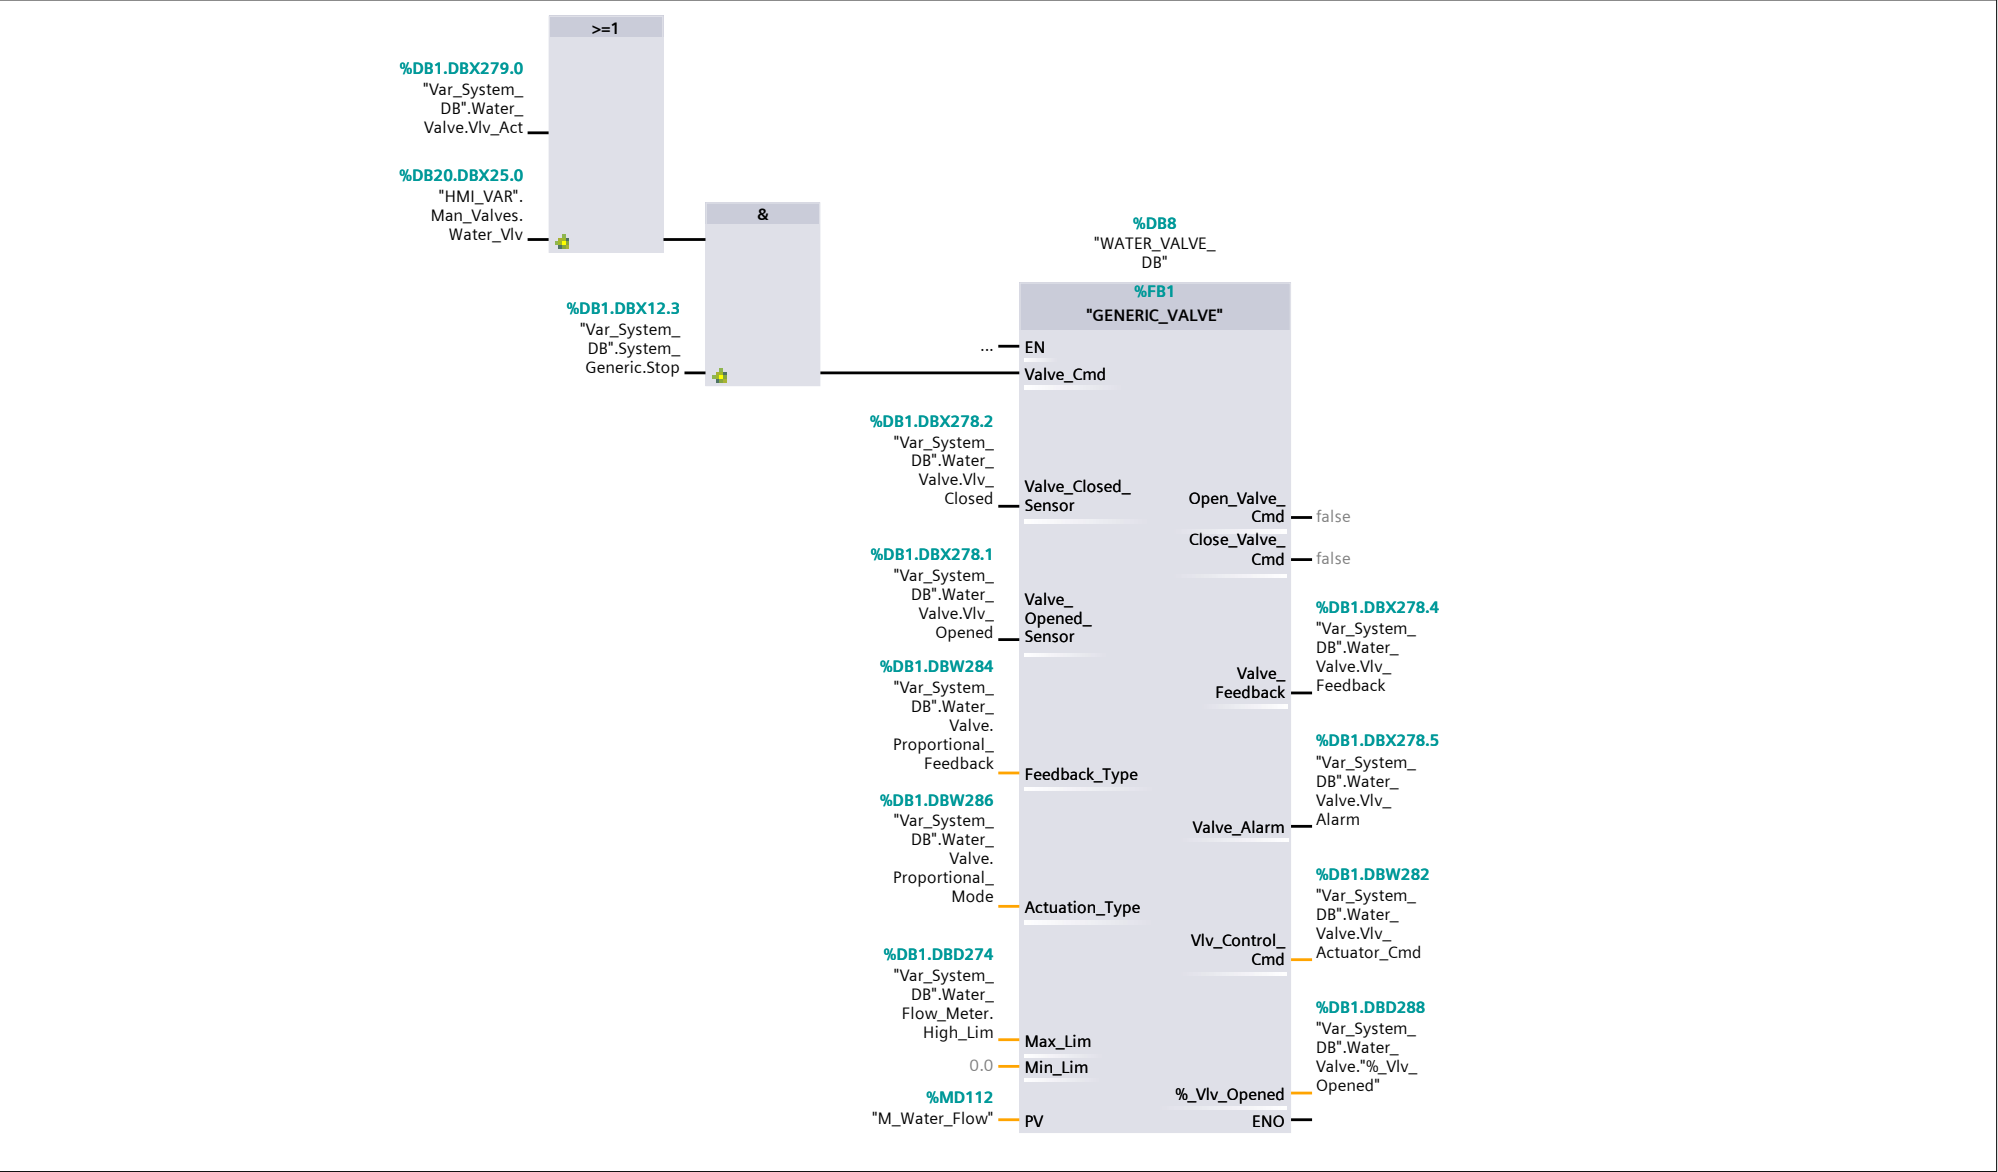 >=1
%DB1.DBX279.0
"Var_System_
DB".Water_
Valve.Vlv_Act
%DB20.DBX25.0
"HMI_VAR".
Man_Valves.
Water_Vlv
&
%DB1.DBX12.3
"Var_System_
DB".System_
Generic.Stop
%DB8
"WATER_VALVE_
DB"
%FB1
"GENERIC_VALVE"
... EN
Valve_Cmd
%DB1.DBX278.2
"Var_System_
DB".Water_
Valve.Vlv_
Closed
Valve_Closed_
Sensor
%DB1.DBX278.1
"Var_System_
DB".Water_
Valve.Vlv_
Opened
Valve_
Opened_
Sensor
%DB1.DBW284
"Var_System_
DB".Water_
Valve.
Proportional_
Feedback
Feedback_Type
%DB1.DBW286
"Var_System_
DB".Water_
Valve.
Proportional_
Mode
Actuation_Type
%DB1.DBD274
"Var_System_
DB".Water_
Flow_Meter.
High_Lim
Max_Lim
0.0 Min_Lim
%MD112
"M_Water_Flow" PV
Open_Valve_
Cmd false
Close_Valve_
Cmd false
Valve_
Feedback
%DB1.DBX278.4
"Var_System_
DB".Water_
Valve.Vlv_
Feedback
Valve_Alarm
%DB1.DBX278.5
"Var_System_
DB".Water_
Valve.Vlv_
Alarm
Vlv_Control_
Cmd
%DB1.DBW282
"Var_System_
DB".Water_
Valve.Vlv_
Actuator_Cmd
%_Vlv_Opened
%DB1.DBD288
"Var_System_
DB".Water_
Valve."%_Vlv_
Opened"
ENO